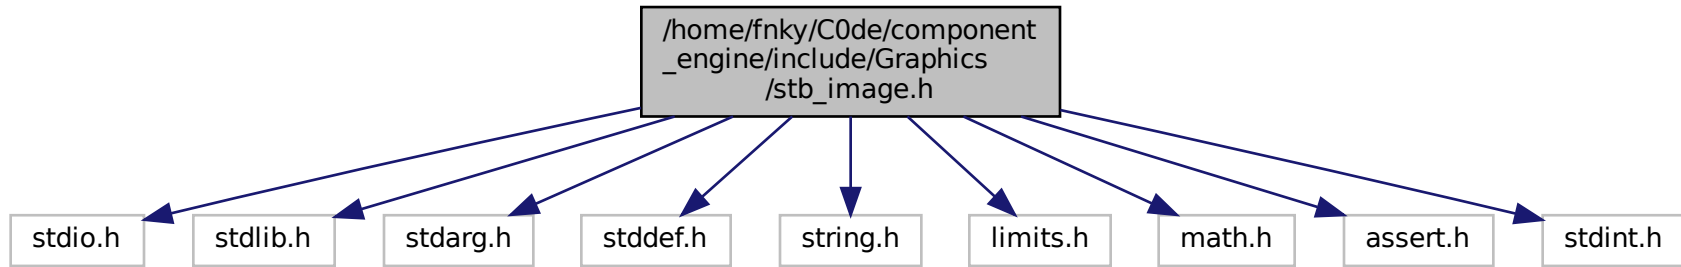 /home/fnky/C0de/component
_engine/include/Graphics
/stb_image.h
stdio.h
stdlib.h
stdarg.h
stddef.h
string.h
limits.h
math.h
assert.h
stdint.h